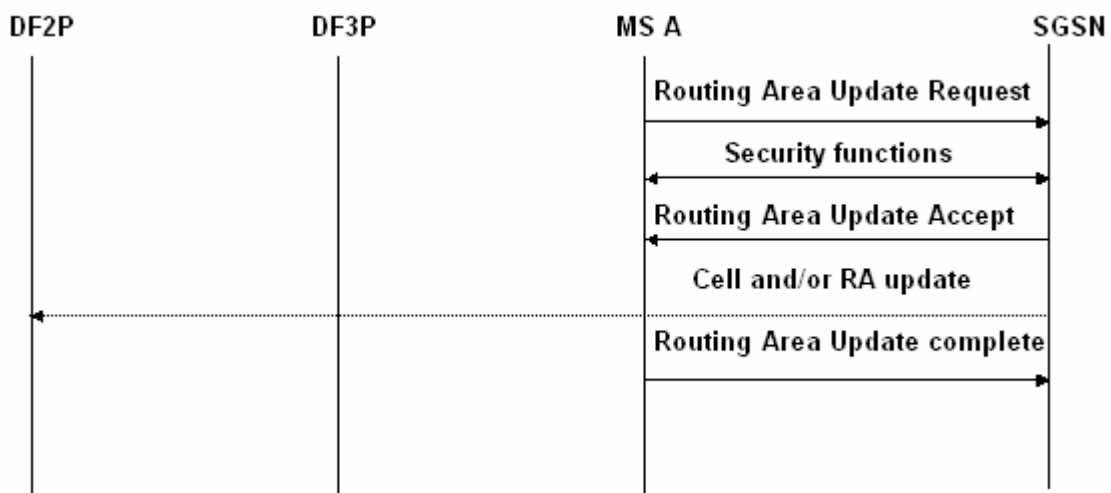 DF2P DF3P MS A SGSN
Routing Area Update Request
Security functions
Routing Area Update Accept
Cell and/or RA update
Routing Area Update complete